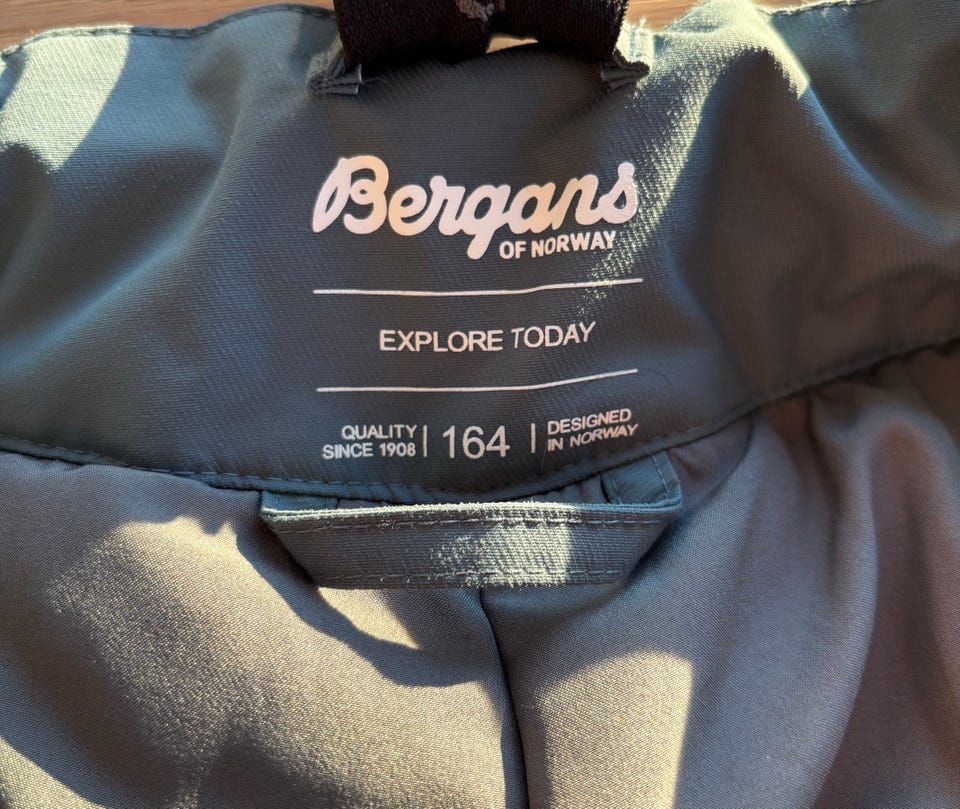 Bergans
OF NORWAY
EXPLORE TODAY
QUALITY
SINCE 1908
164
DESIGNED
IN NORWAY